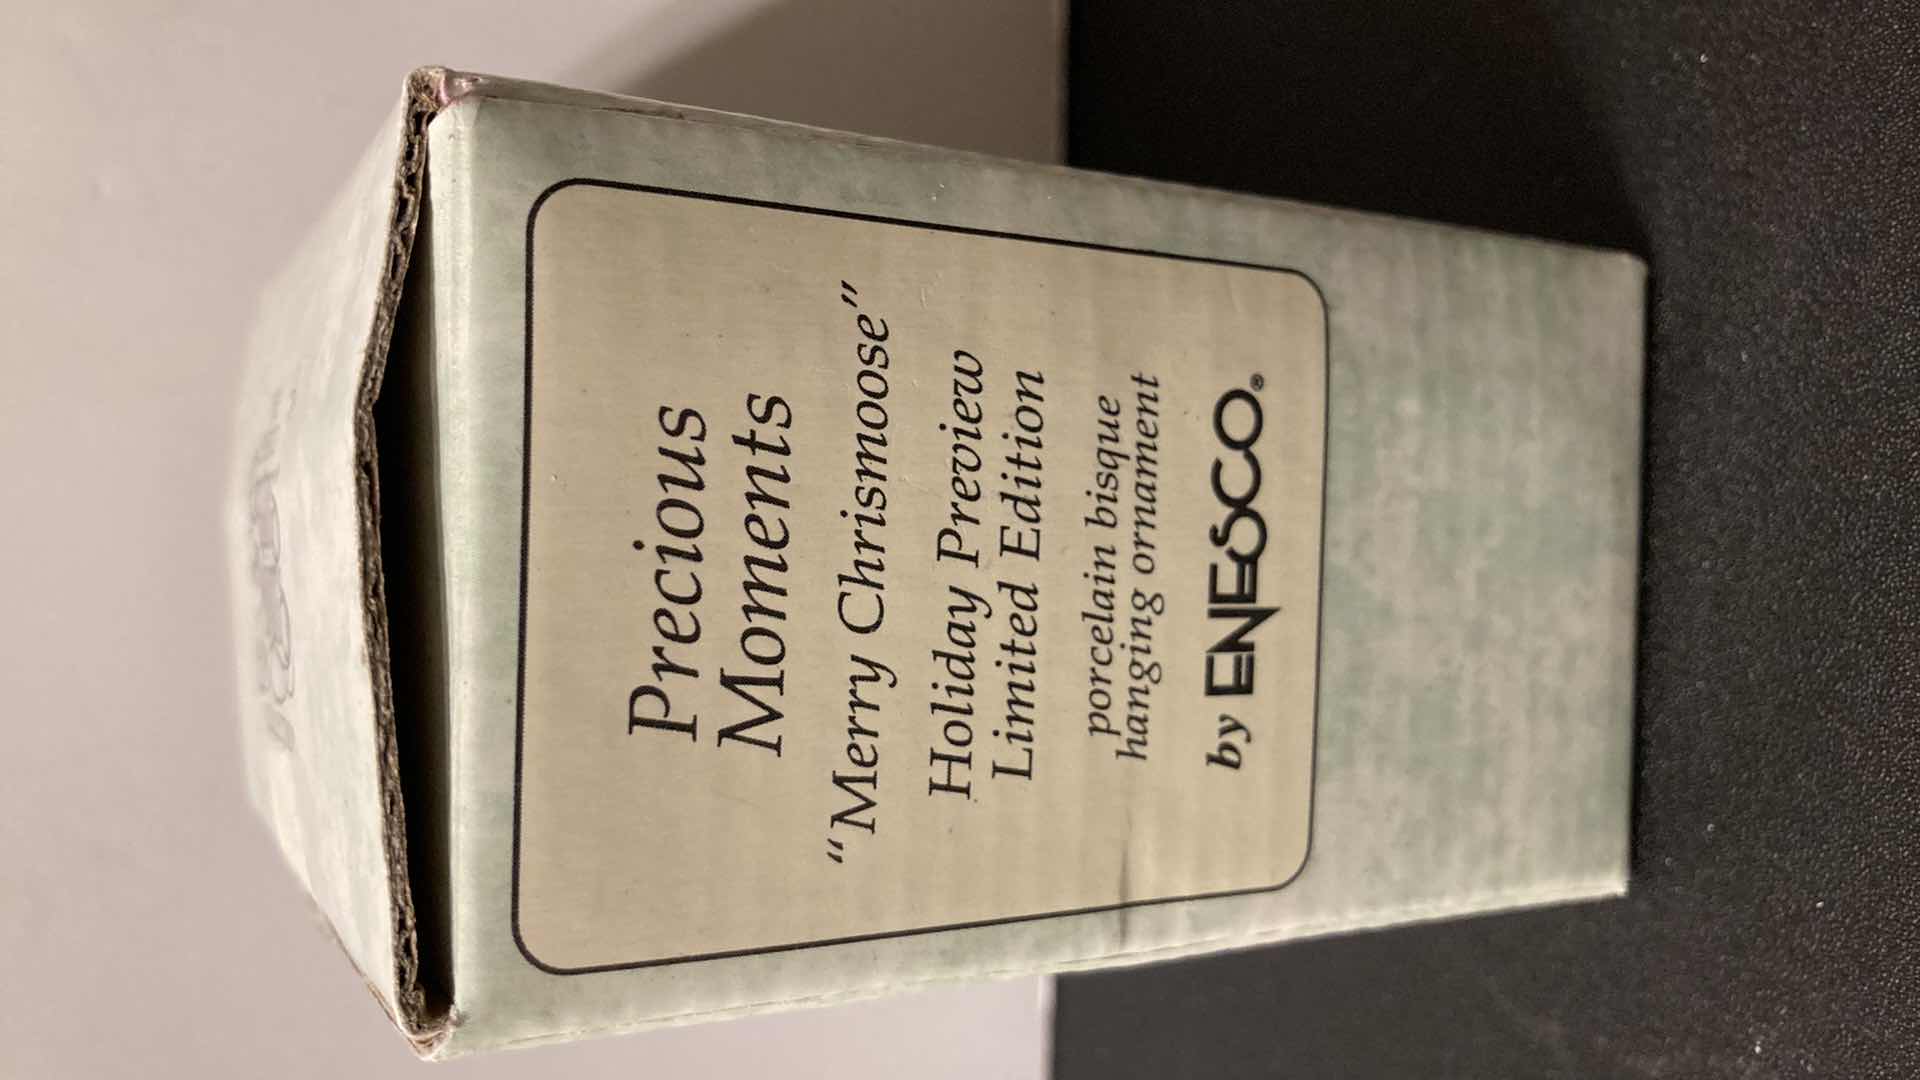 Precious
Moments
“Merry Chrismoose”
Holiday Preview
Limited Edition
porcelain bisque
hanging ornament
by ENESCO®